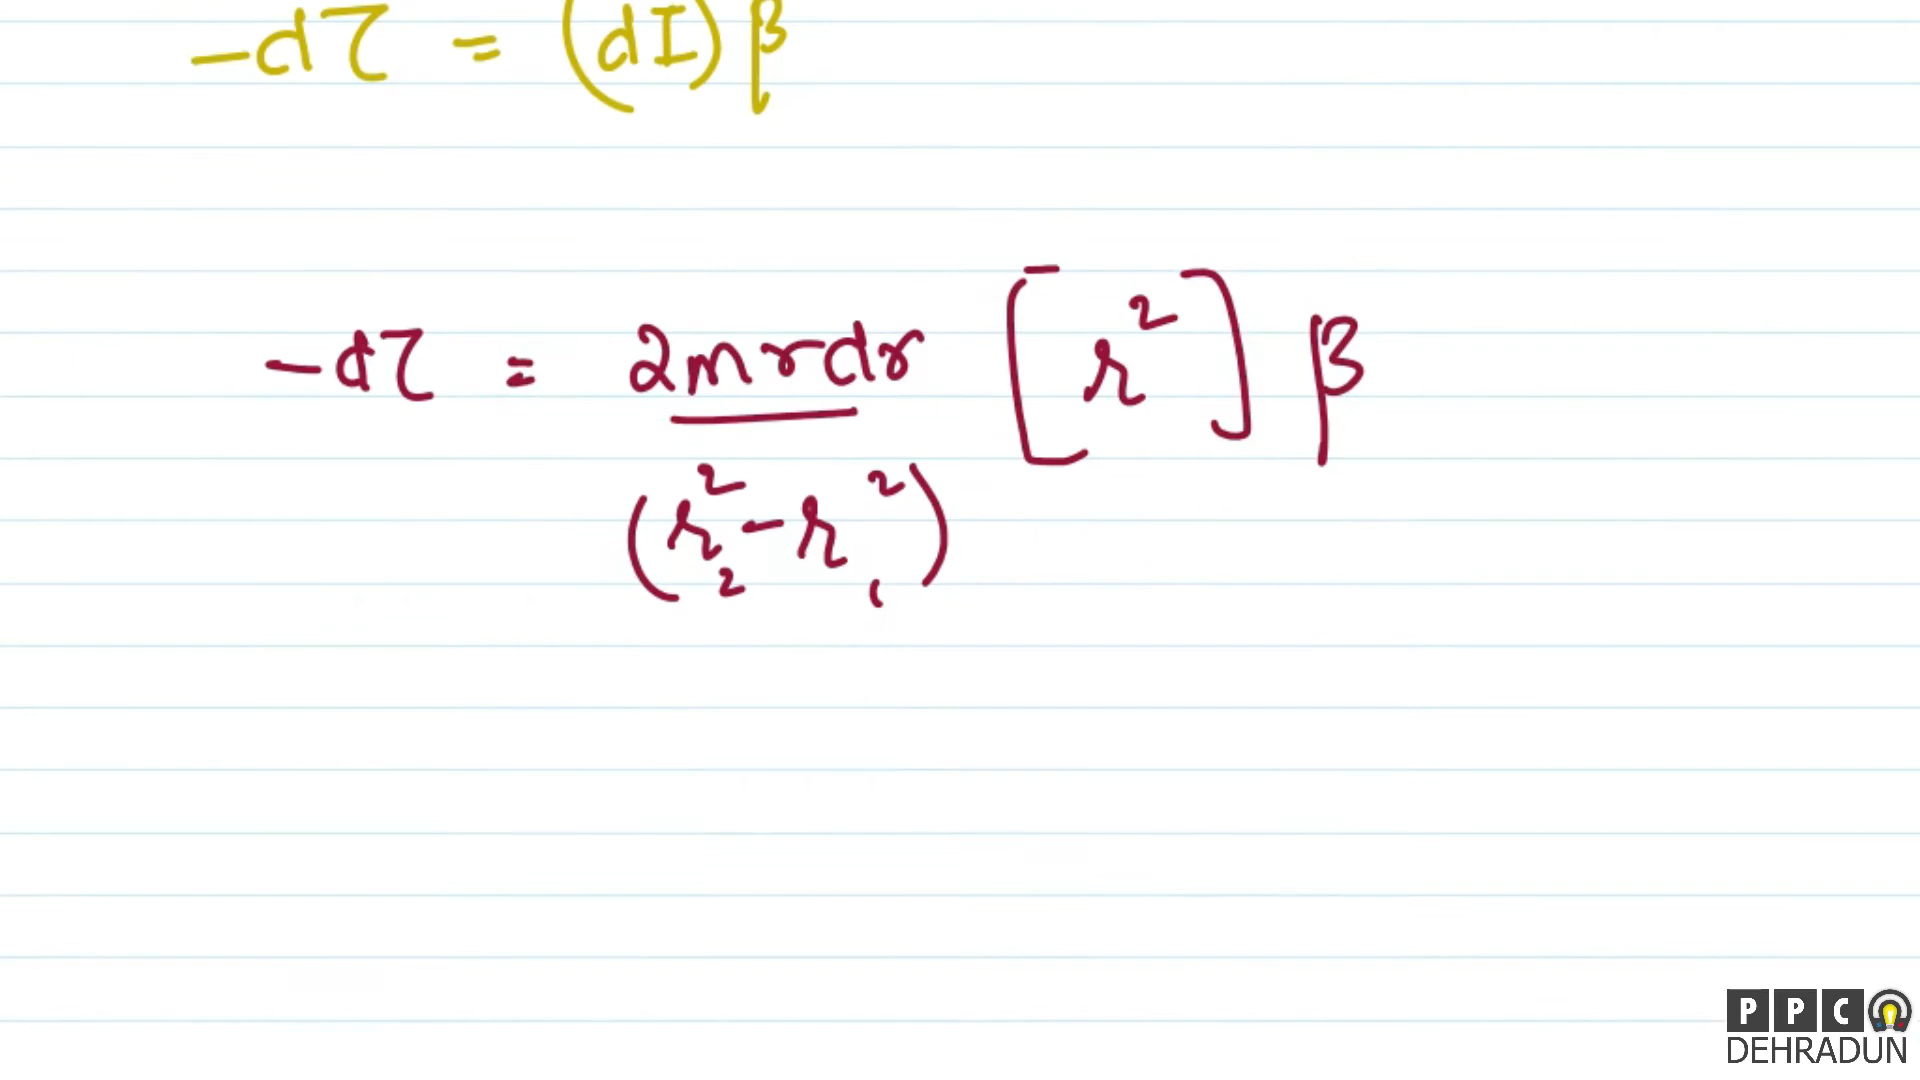 -dτ = (dI)β
-dτ = 2mrdr [r²] β
(r₂² - r₁²)
PPC
DEHRADUN